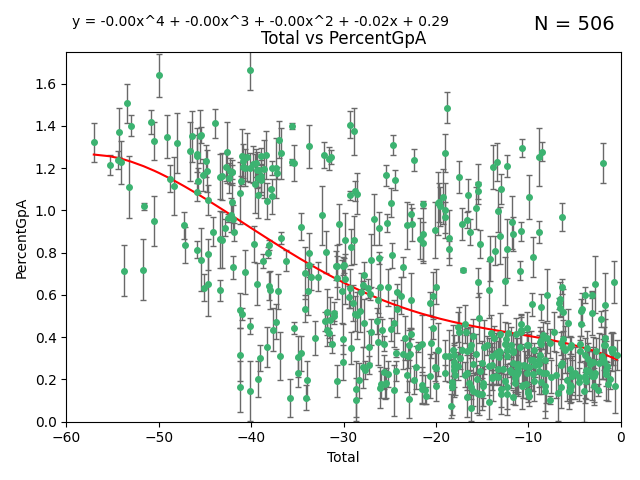 y = -0.00x^4 + -0.00x^3 + -0.00x^2 + -0.02x + 0.29
N = 506
Total vs PercentGpA
PercentGpA
1.6
1.4
1.2
1.0
0.8
0.6
0.4
0.2
0.0
−60 −50 −40 −30 −20 −10 0
Total